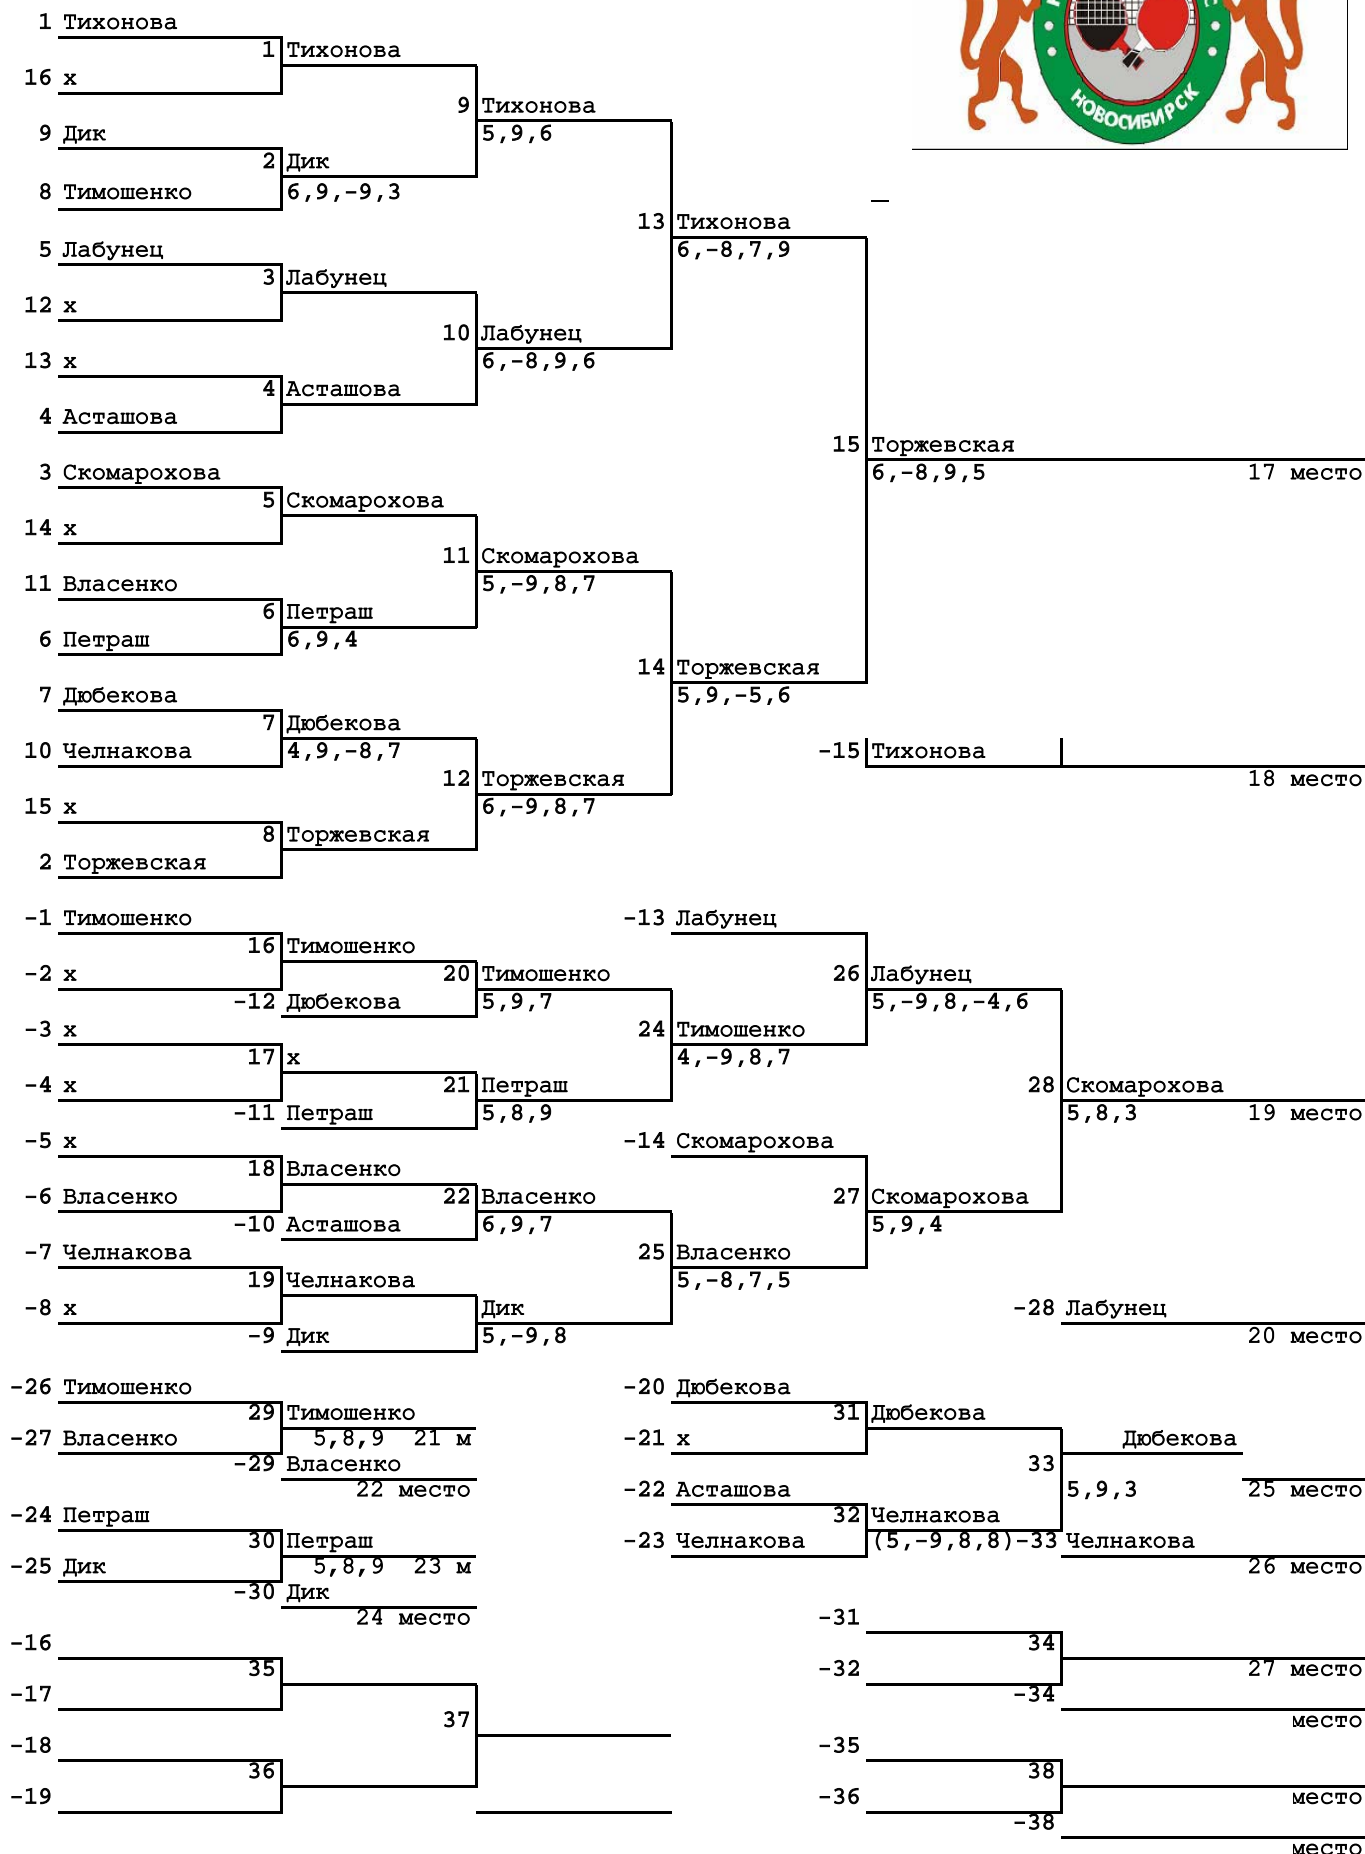 НОВОСИБИРСК
1 Тихонова
1 Тихонова
16 х
9 Тихонова
5,9,6
9 Дик
2 Дик
6,9,-9,3
8 Тимошенко
13 Тихонова
6,-8,7,9
5 Лабунец
3 Лабунец
12 х
10 Лабунец
6,-8,9,6
13 х
4 Асташова
4 Асташова
15 Торжевская
6,-8,9,5 17 место
3 Скомарохова
5 Скомарохова
14 х
11 Скомарохова
5,-9,8,7
11 Власенко
6 Петраш
6,9,4
6 Петраш
14 Торжевская
5,9,-5,6
7 Дюбекова
7 Дюбекова
4,9,-8,7
10 Челнакова
-15 Тихонова
18 место
12 Торжевская
6,-9,8,7
15 х
8 Торжевская
2 Торжевская
-1 Тимошенко
-13 Лабунец
16 Тимошенко
-2 х
20 Тимошенко
5,9,7
26 Лабунец
5,-9,8,-4,6
-12 Дюбекова
-3 х
24 Тимошенко
4,-9,8,7
17 х
-4 х
21 Петраш
5,8,9
28 Скомарохова
5,8,3 19 место
-11 Петраш
-5 х
-14 Скомарохова
18 Власенко
-6 Власенко
22 Власенко
6,9,7
27 Скомарохова
5,9,4
-10 Асташова
-7 Челнакова
25 Власенко
5,-8,7,5
19 Челнакова
-8 х
Дик
5,-9,8
-28 Лабунец
20 место
-9 Дик
-26 Тимошенко
-20 Дюбекова
29 Тимошенко
5,8,9 21 м
31 Дюбекова
-27 Власенко
-21 х
Дюбекова
-29 Власенко
22 место
33
5,9,3 25 место
-22 Асташова
-24 Петраш
32 Челнакова
30 Петраш
5,8,9 23 м
-23 Челнакова
(5,-9,8,8)-33 Челнакова
26 место
-25 Дик
-30 Дик
24 место
-31
-16
34
35
-32
27 место
-17
-34
37
место
-18
-35
36
38
-19
-36
место
-38
место